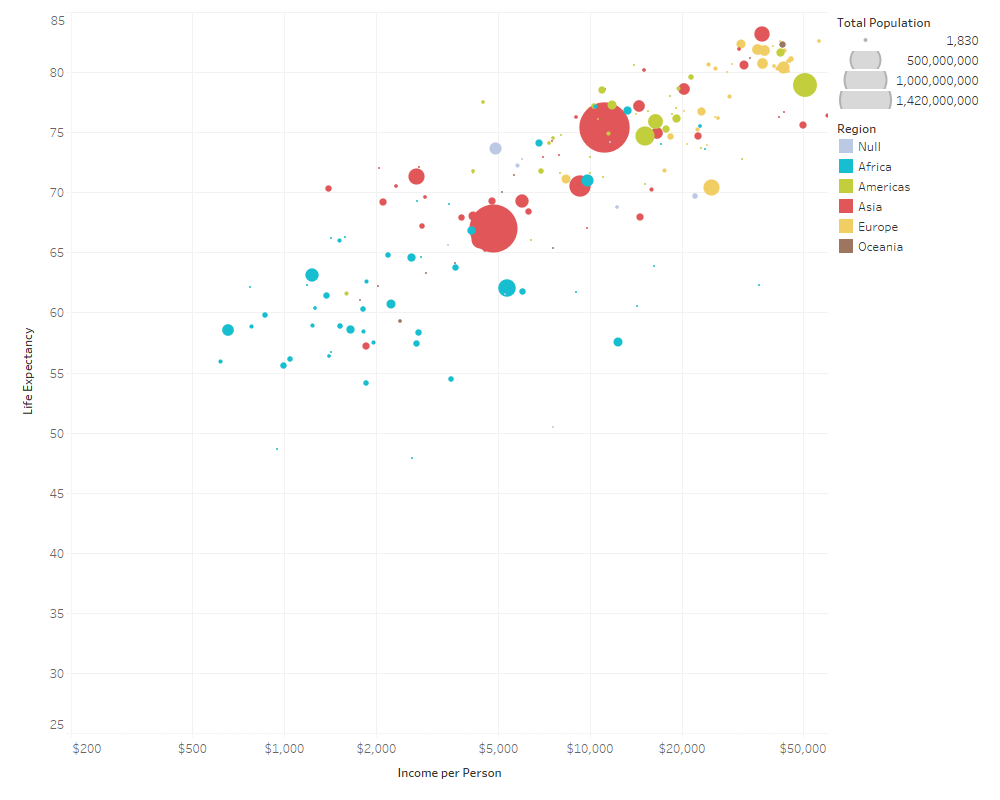 85
80
75
70
65
60
55
50
45
40
35
30
25
Life Expectancy
$200 $500 $1,000 $2,000 $5,000 $10,000 $20,000 $50,000
Income per Person
Total Population
1,830
500,000,000
1,000,000,000
1,420,000,000
Region
Null
Africa
Americas
Asia
Europe
Oceania